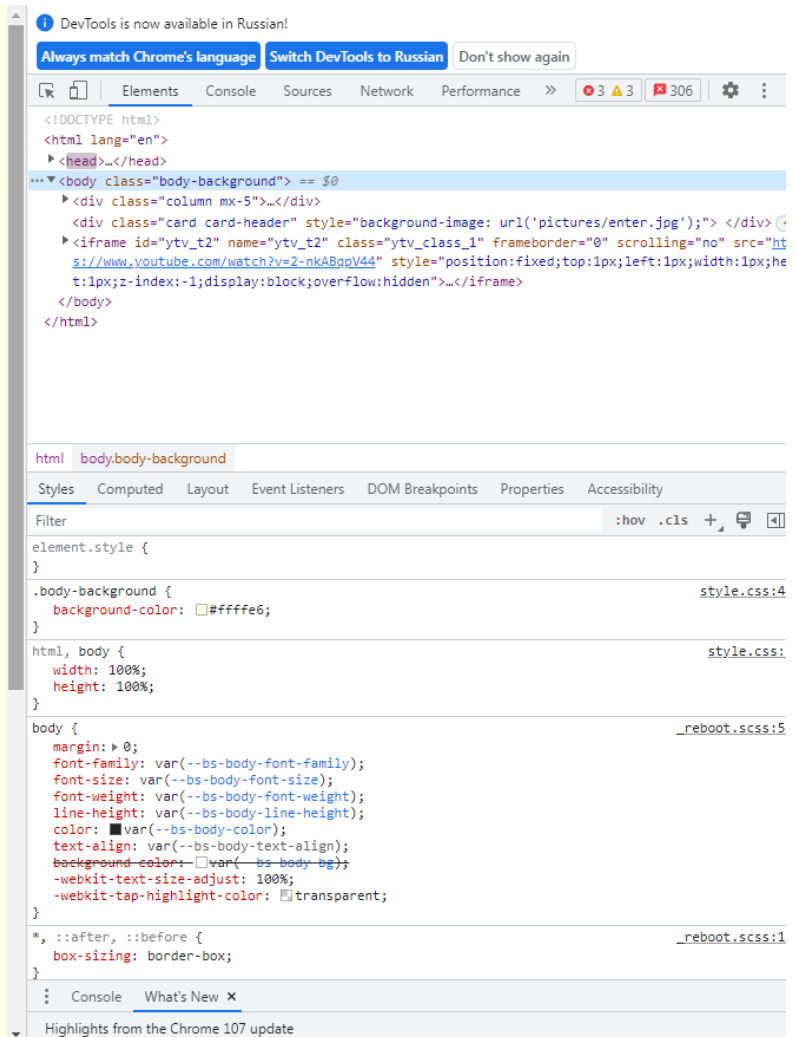 DevTools is now available in Russian!
Always match Chrome's language Switch DevTools to Russian Don't show again
Elements Console Sources Network Performance » 3 3 306
<!DOCTYPE html>
<html lang="en">
<head>…</head>
<body class="body-background"> == $0
<div class="column mx-5">…</div>
<div class="card card-header" style="background-image: url('pictures/enter.jpg');"> </div>
<iframe id="ytv_t2" name="ytv_t2" class="ytv_class_1" frameborder="0" scrolling="no" src="ht
s://www.youtube.com/watch?v=2-nkABqpV44" style="position:fixed;top:1px;left:1px;width:1px;he
t:1px;z-index:-1;display:block;overflow:hidden">…</iframe>
</body>
</html>
html body.body-background
Styles Computed Layout Event Listeners DOM Breakpoints Properties Accessibility
Filter :hov .cls +
element.style {
}
.body-background { style.css:4
background-color: #ffffe6;
}
html, body { style.css:
width: 100%;
height: 100%;
}
body { _reboot.scss:5
margin: 0;
font-family: var(--bs-body-font-family);
font-size: var(--bs-body-font-size);
font-weight: var(--bs-body-font-weight);
line-height: var(--bs-body-line-height);
color: var(--bs-body-color);
text-align: var(--bs-body-text-align);
background-color: var(--bs-body-bg);
-webkit-text-size-adjust: 100%;
-webkit-tap-highlight-color: transparent;
}
*, ::after, ::before { _reboot.scss:1
box-sizing: border-box;
}
Console What's New ×
Highlights from the Chrome 107 update